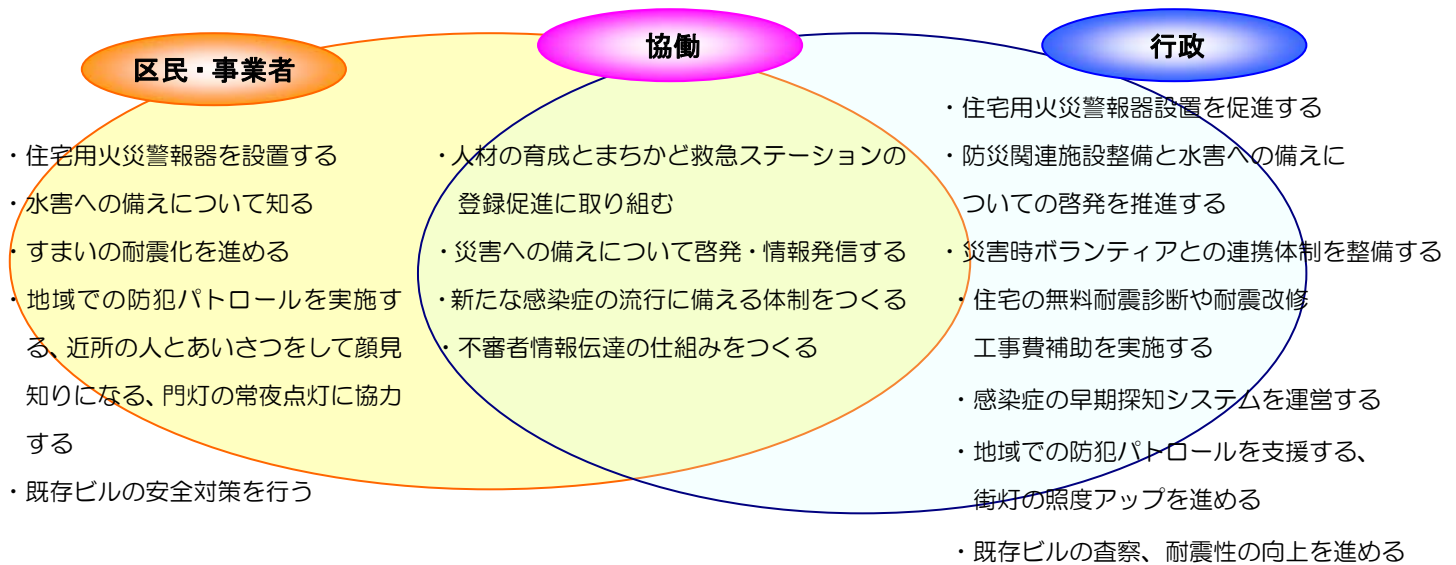 区民・事業者
・住宅用火災警報器を設置する
・水害への備えについて知る
・すまいの耐震化を進める
・地域での防犯パトロールを実施す
る、近所の人とあいさつをして顔見
知りになる、門灯の常夜点灯に協力
する
・既存ビルの安全対策を行う
協働
・人材の育成とまちかど救急ステーションの
登録促進に取り組む
・災害への備えについて啓発・情報発信する
・新たな感染症の流行に備える体制をつくる
・不審者情報伝達の仕組みをつくる
行政
・住宅用火災警報器設置を促進する
・防災関連施設整備と水害への備えに
ついての啓発を推進する
・災害時ボランティアとの連携体制を整備する
・住宅の無料耐震診断や耐震改修
工事費補助を実施する
・感染症の早期探知システムを運営する
・地域での防犯パトロールを支援する、
街灯の照度アップを進める
・既存ビルの査察、耐震性の向上を進める